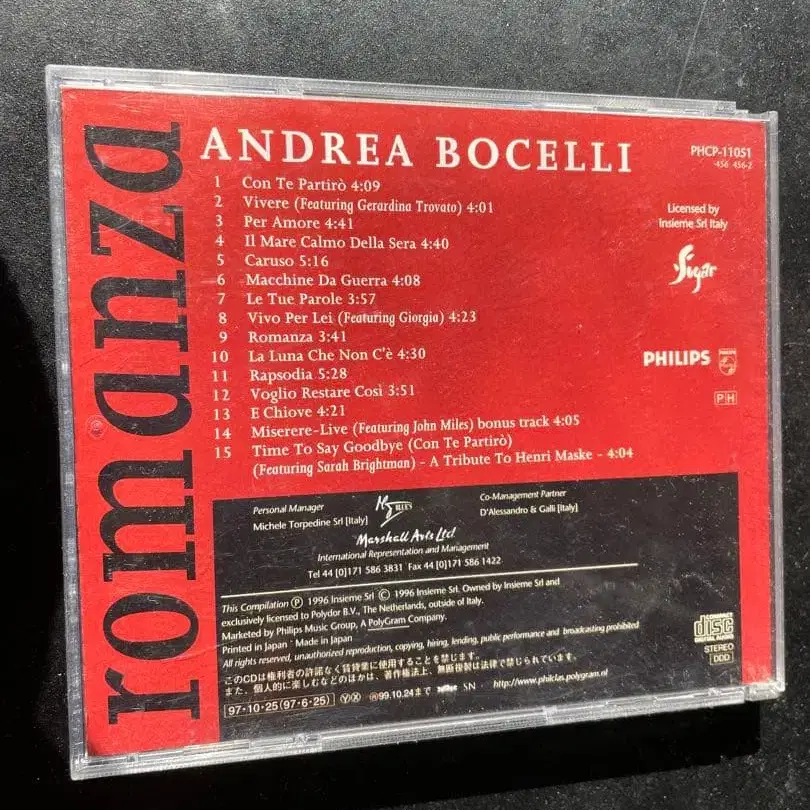 romanza
ANDREA BOCELLI
PHCP-11051
456 456-2
1 Con Te Partirò 4:09
2 Vivere (Featuring Gerardina Trovato) 4:01
3 Per Amore 4:41
4 Il Mare Calmo Della Sera 4:40
5 Caruso 5:16
6 Macchine Da Guerra 4:08
7 Le Tue Parole 3:57
8 Vivo Per Lei (Featuring Giorgia) 4:23
9 Romanza 3:41
10 La Luna Che Non C'è 4:30
11 Rapsodia 5:28
12 Voglio Restare Così 3:51
13 E Chiove 4:21
14 Miserere-Live (Featuring John Miles) bonus track 4:05
15 Time To Say Goodbye (Con Te Partirò)
(Featuring Sarah Brightman) - A Tribute To Henri Maske - 4:04
Licensed by
Insieme Srl Italy
Sugar
PHILIPS
PHILIPS
P H
Personal Manager
Michele Torpedine Srl [Italy]
BLUE'S
Co-Management Partner
D'Alessandro & Galli [Italy]
Marshall Arts Ltd
International Representation and Management
Tel 44 [0]171 586 3831 Fax 44 [0]171 586 1422
This Compilation Ⓟ 1996 Insieme Srl © 1996 Insieme Srl. Owned by Insieme Srl and
exclusively licensed to Polydor B.V., The Netherlands, outside of Italy.
Marketed by Philips Music Group, A PolyGram Company.
Printed in Japan Made in Japan
All rights reserved, unauthorized reproduction, copying, hiring, lending, public performance and broadcasting prohibited
このCDは権利者の許諾なく賃貸業に使用することを禁じます。
また、個人的に楽しむなどのほかは、著作権法上、無断複製は法律で禁じられています。
97·10·25(97·6·25) YX 99.10.24まで SN http://www.philclas.polygram.nl
COMPACT
disc
DIGITAL AUDIO
STEREO
DDD